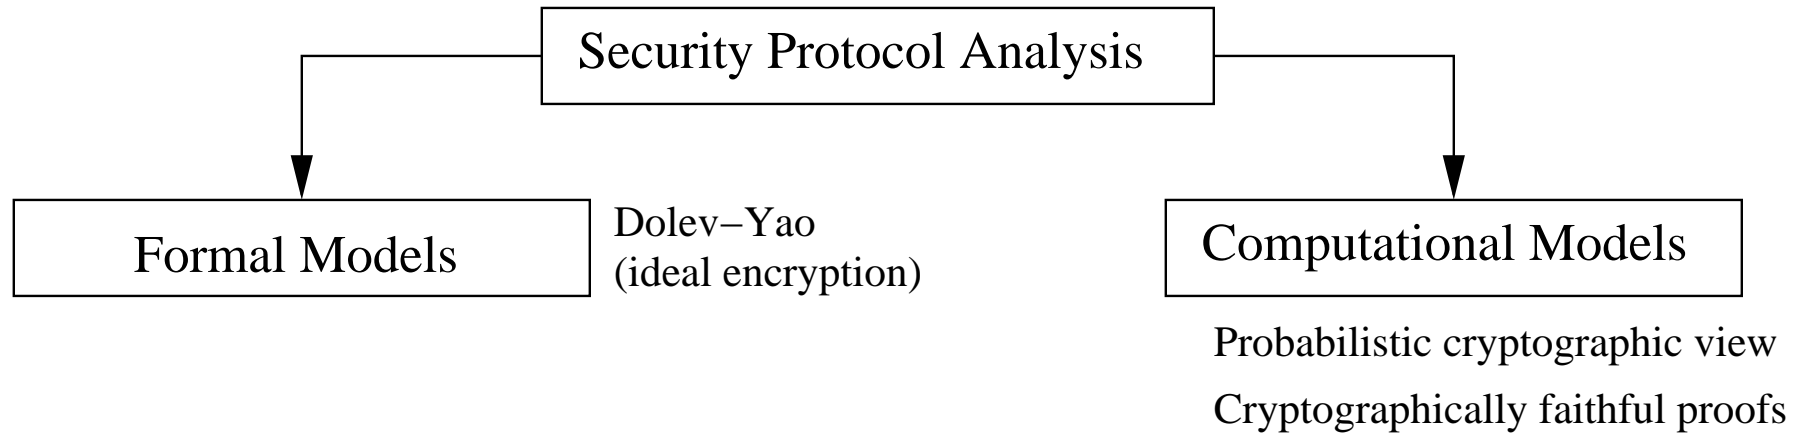 Security Protocol Analysis
Formal Models
Dolev–Yao
(ideal encryption)
Computational Models
Probabilistic cryptographic view
Cryptographically faithful proofs